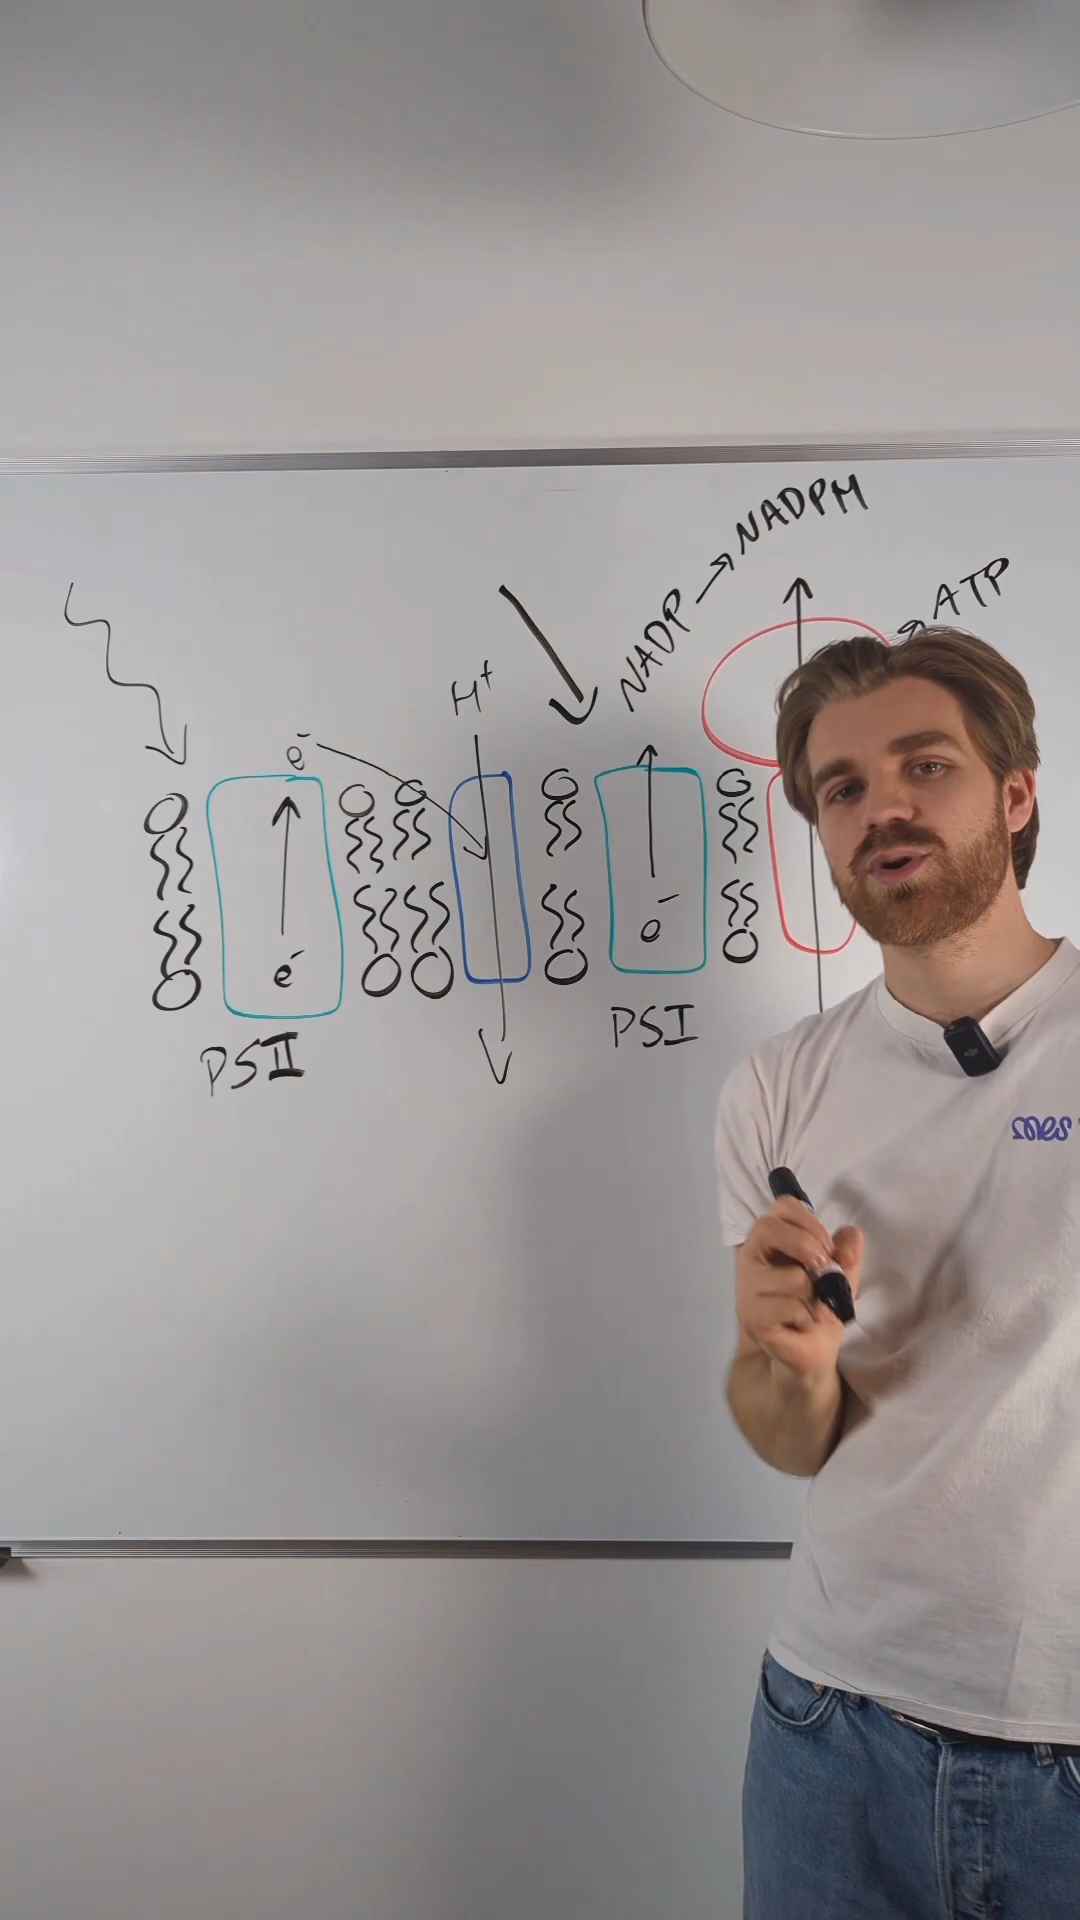 NADP → NADPH
ATP
H⁺
e⁻
e⁻
e⁻
PSII
PSI